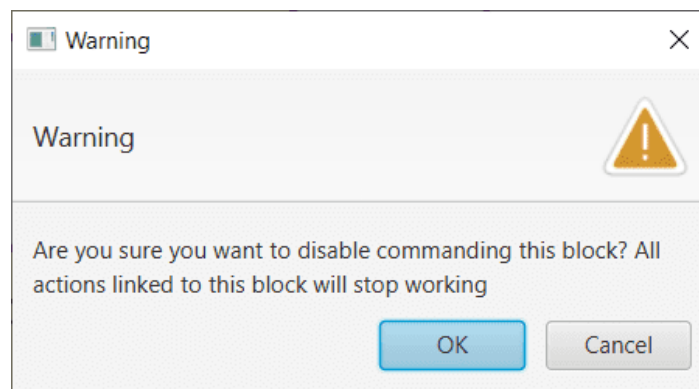 Warning
Warning
Are you sure you want to disable commanding this block? All
actions linked to this block will stop working
OK Cancel